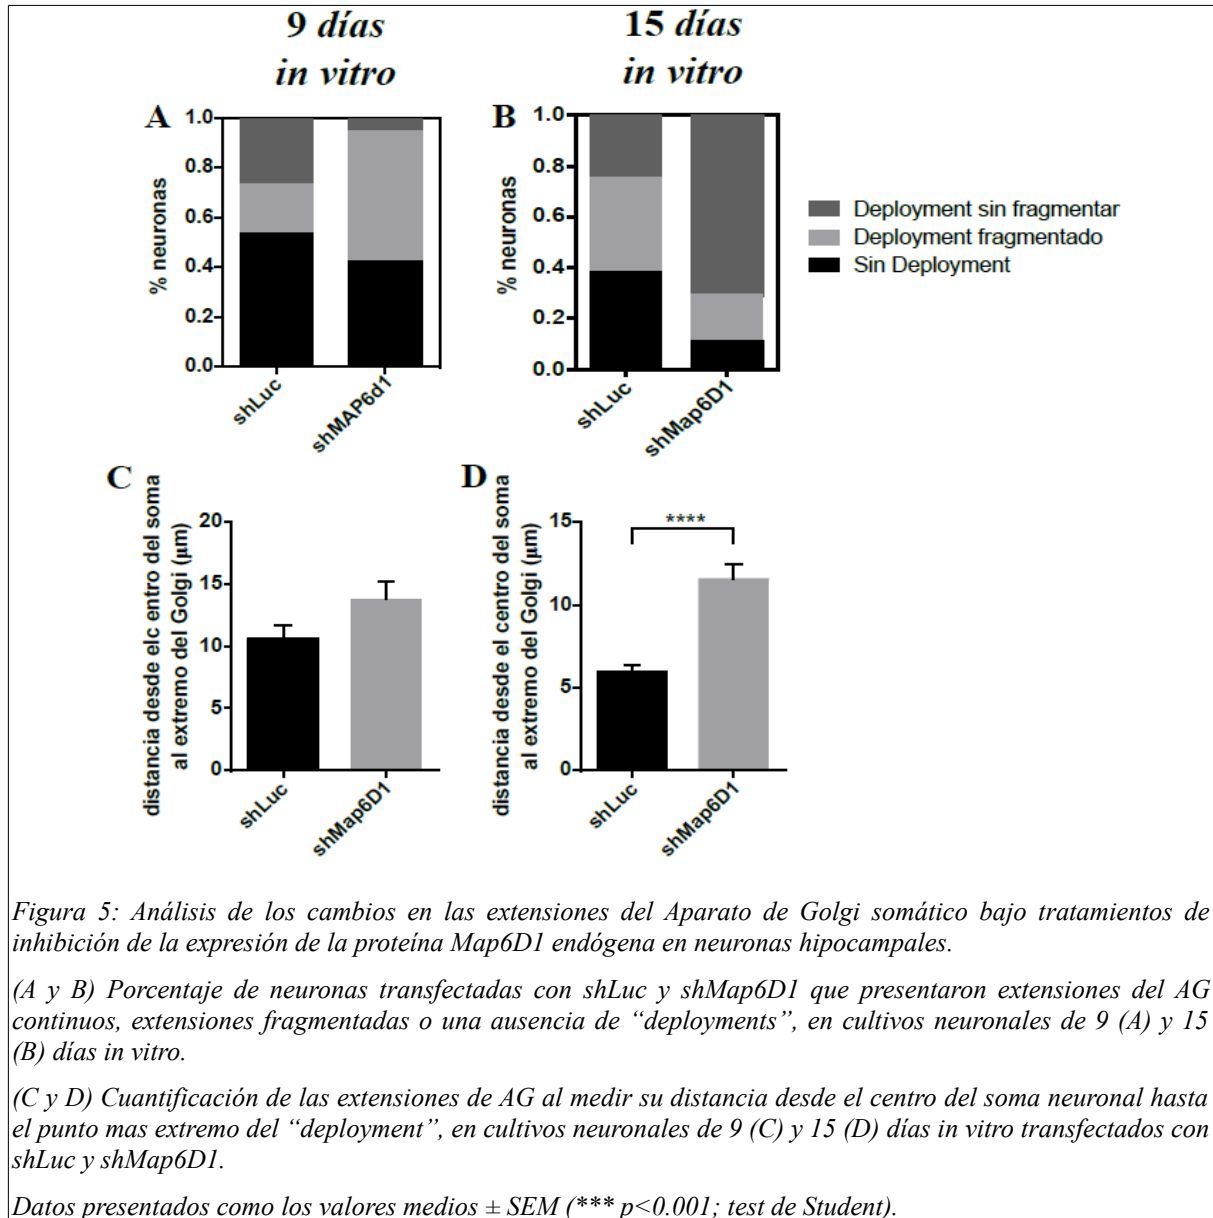 9 días
in vitro
15 días
in vitro
A
% neuronas
1.0
0.8
0.6
0.4
0.2
0.0
shLuc
shMAP6d1
B
% neuronas
1.0
0.8
0.6
0.4
0.2
0.0
shLuc
shMap6D1
Deployment sin fragmentar
Deployment fragmentado
Sin Deployment
C
distancia desde elc entro del soma
al extremo del Golgi (µm)
20
15
10
5
0
shLuc
shMap6D1
D
distancia desde el centro del soma
al extremo del Golgi (µm)
15
10
5
0
****
shLuc
shMap6D1
Figura 5: Análisis de los cambios en las extensiones del Aparato de Golgi somático bajo tratamientos de
inhibición de la expresión de la proteína Map6D1 endógena en neuronas hipocampales.
(A y B) Porcentaje de neuronas transfectadas con shLuc y shMap6D1 que presentaron extensiones del AG
continuos, extensiones fragmentadas o una ausencia de “deployments”, en cultivos neuronales de 9 (A) y 15
(B) días in vitro.
(C y D) Cuantificación de las extensiones de AG al medir su distancia desde el centro del soma neuronal hasta
el punto mas extremo del “deployment”, en cultivos neuronales de 9 (C) y 15 (D) días in vitro transfectados con
shLuc y shMap6D1.
Datos presentados como los valores medios ± SEM (*** p<0.001; test de Student).